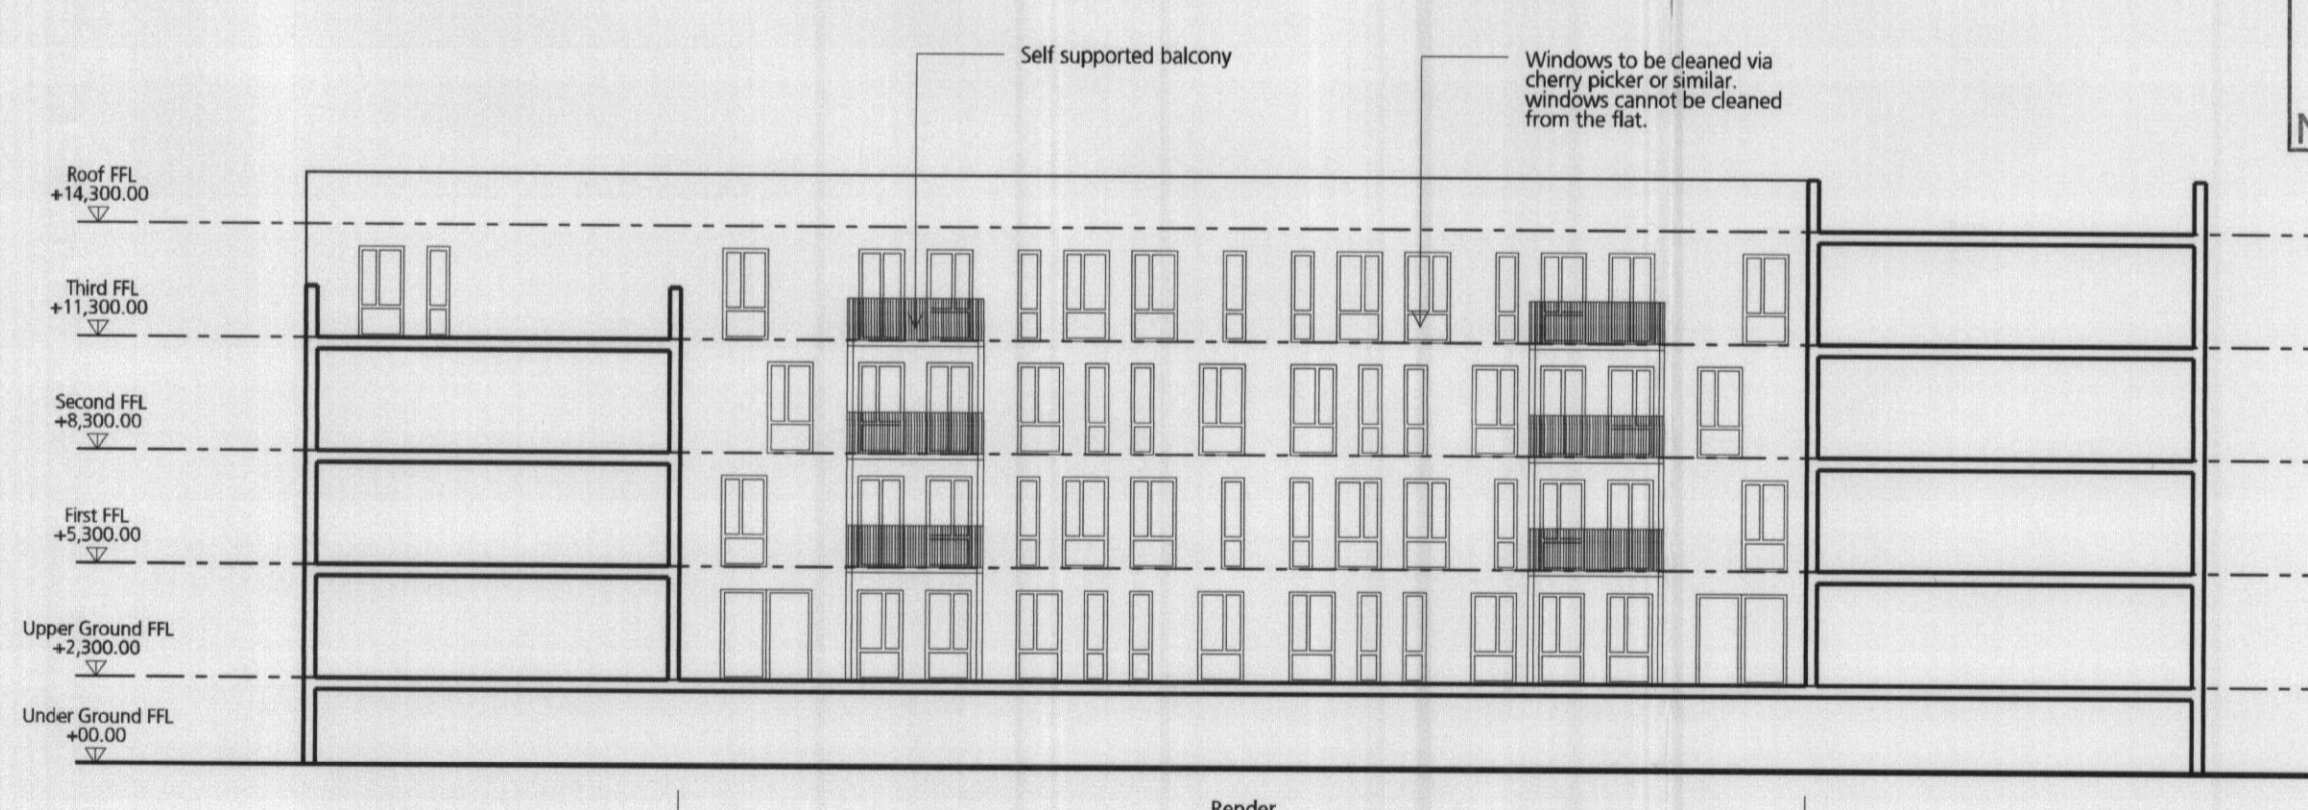 Self supported balcony
Windows to be cleaned via
cherry picker or similar.
windows cannot be cleaned
from the flat.
Roof FFL
+14,300.00
Third FFL
+11,300.00
Second FFL
+8,300.00
First FFL
+5,300.00
Upper Ground FFL
+2,300.00
Under Ground FFL
+00.00
Render